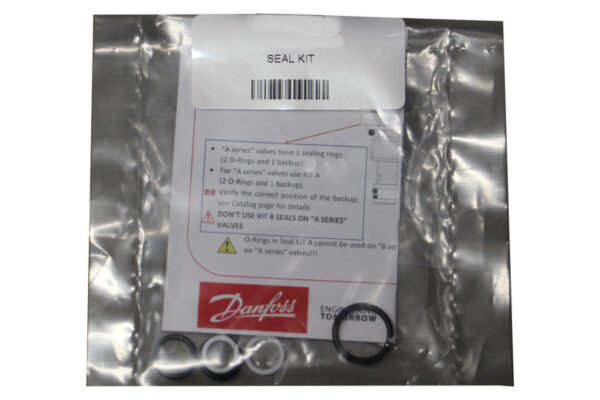 SEAL KIT
• "A series" valves have 3 sealing rings
(2 O-Rings and 1 backup).
• For "A series" valves use KIT A
(2 O-Rings and 1 backup).
Verify the correct position of the backup,
see Catalog page for details.
DON'T USE KIT B SEALS ON "A SERIES"
VALVES
O-Rings in Seal KIT A cannot be used on "B ser
on "A series" valves!!!
Danfoss
ENGINEERING
TOMORROW